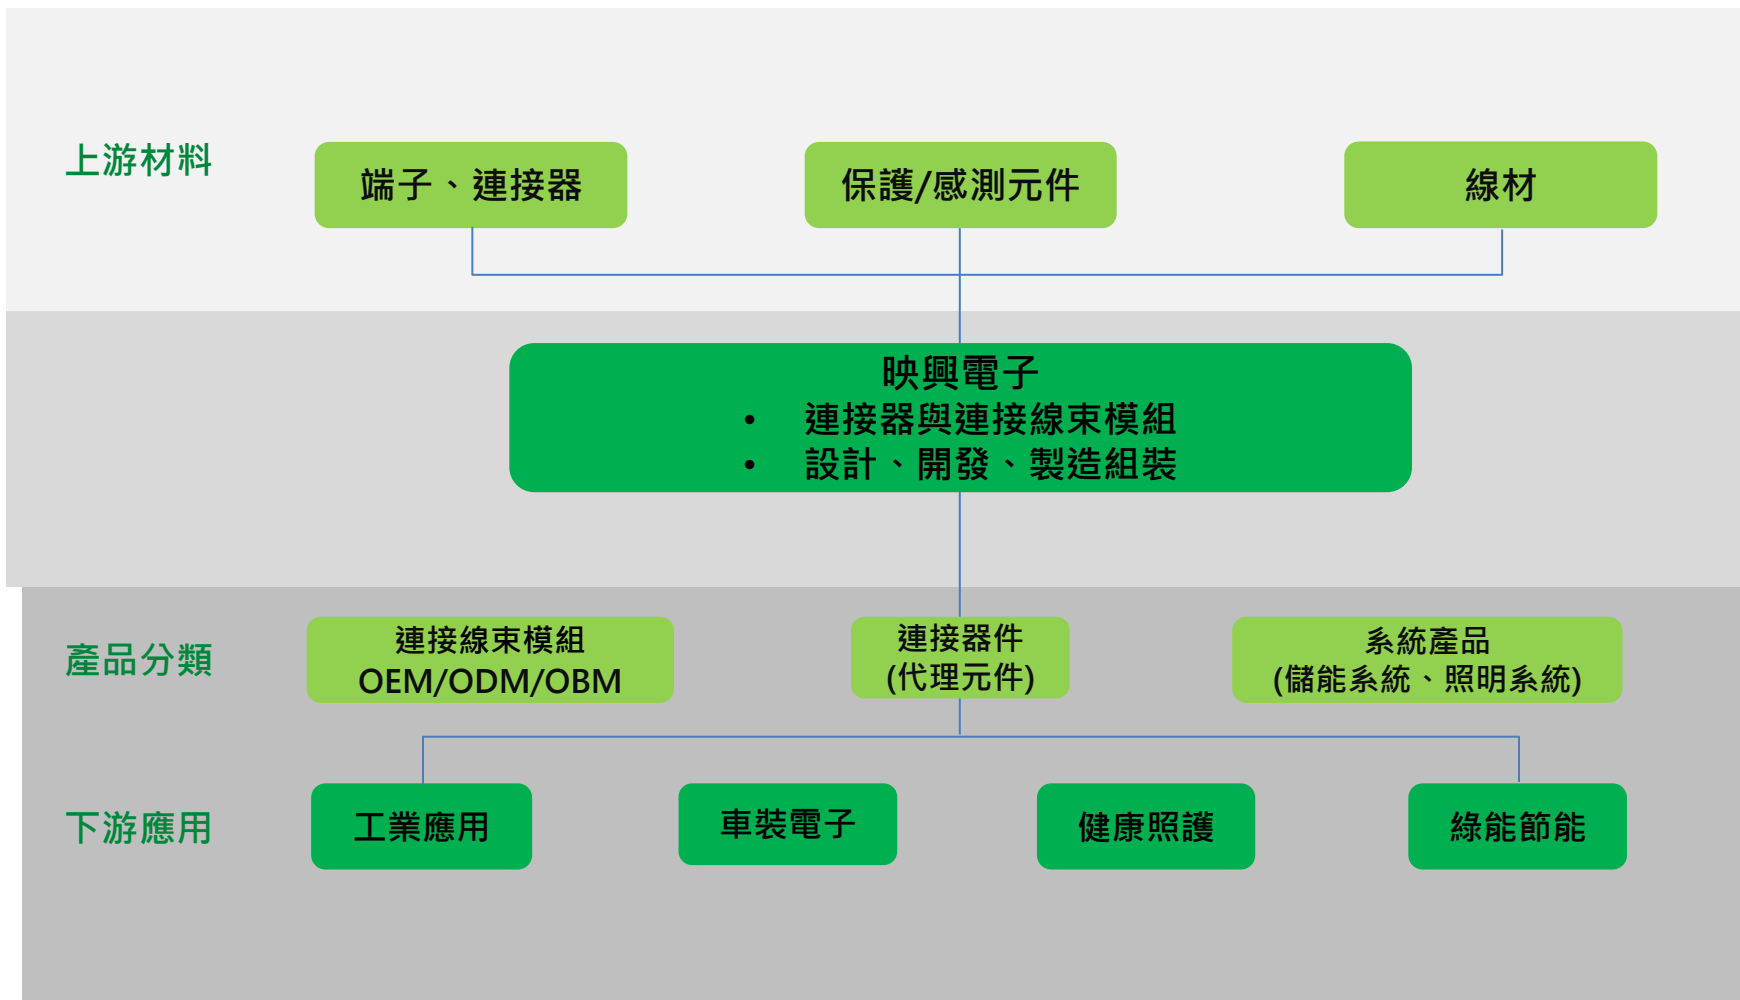 上游材料
端子、連接器
保護/感測元件
線材
映興電子
• 連接器與連接線束模組
• 設計、開發、製造組裝
產品分類
連接線束模組
OEM/ODM/OBM
連接器件
(代理元件)
系統產品
(儲能系統、照明系統)
下游應用
工業應用
車裝電子
健康照護
綠能節能